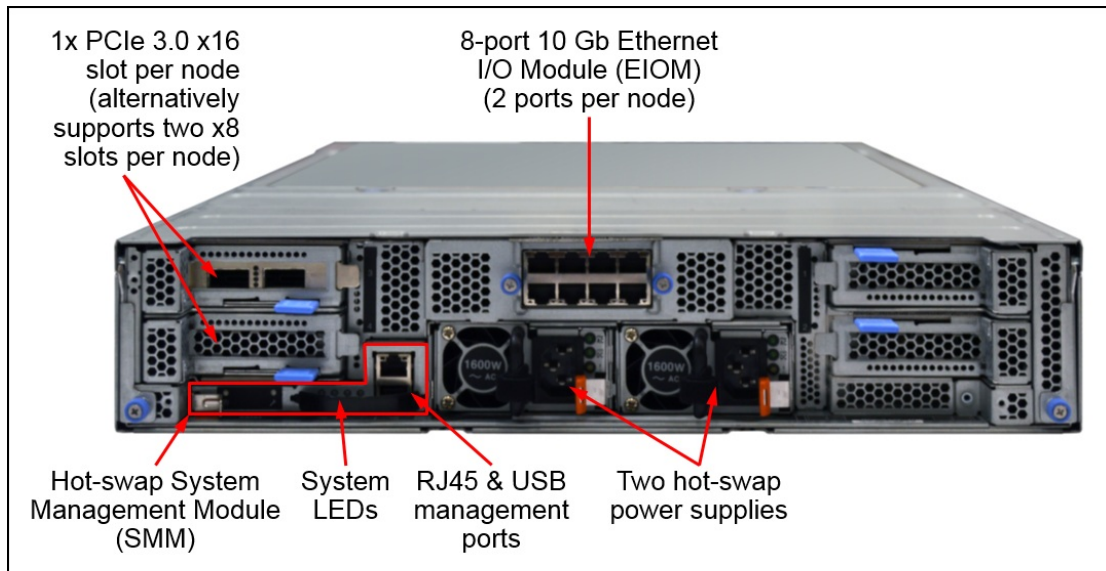 1x PCIe 3.0 x16
slot per node
(alternatively
supports two x8
slots per node)
8-port 10 Gb Ethernet
I/O Module (EIOM)
(2 ports per node)
1600W
AC
1600W
AC
Hot-swap System
Management Module
(SMM)
System
LEDs
RJ45 & USB
management
ports
Two hot-swap
power supplies